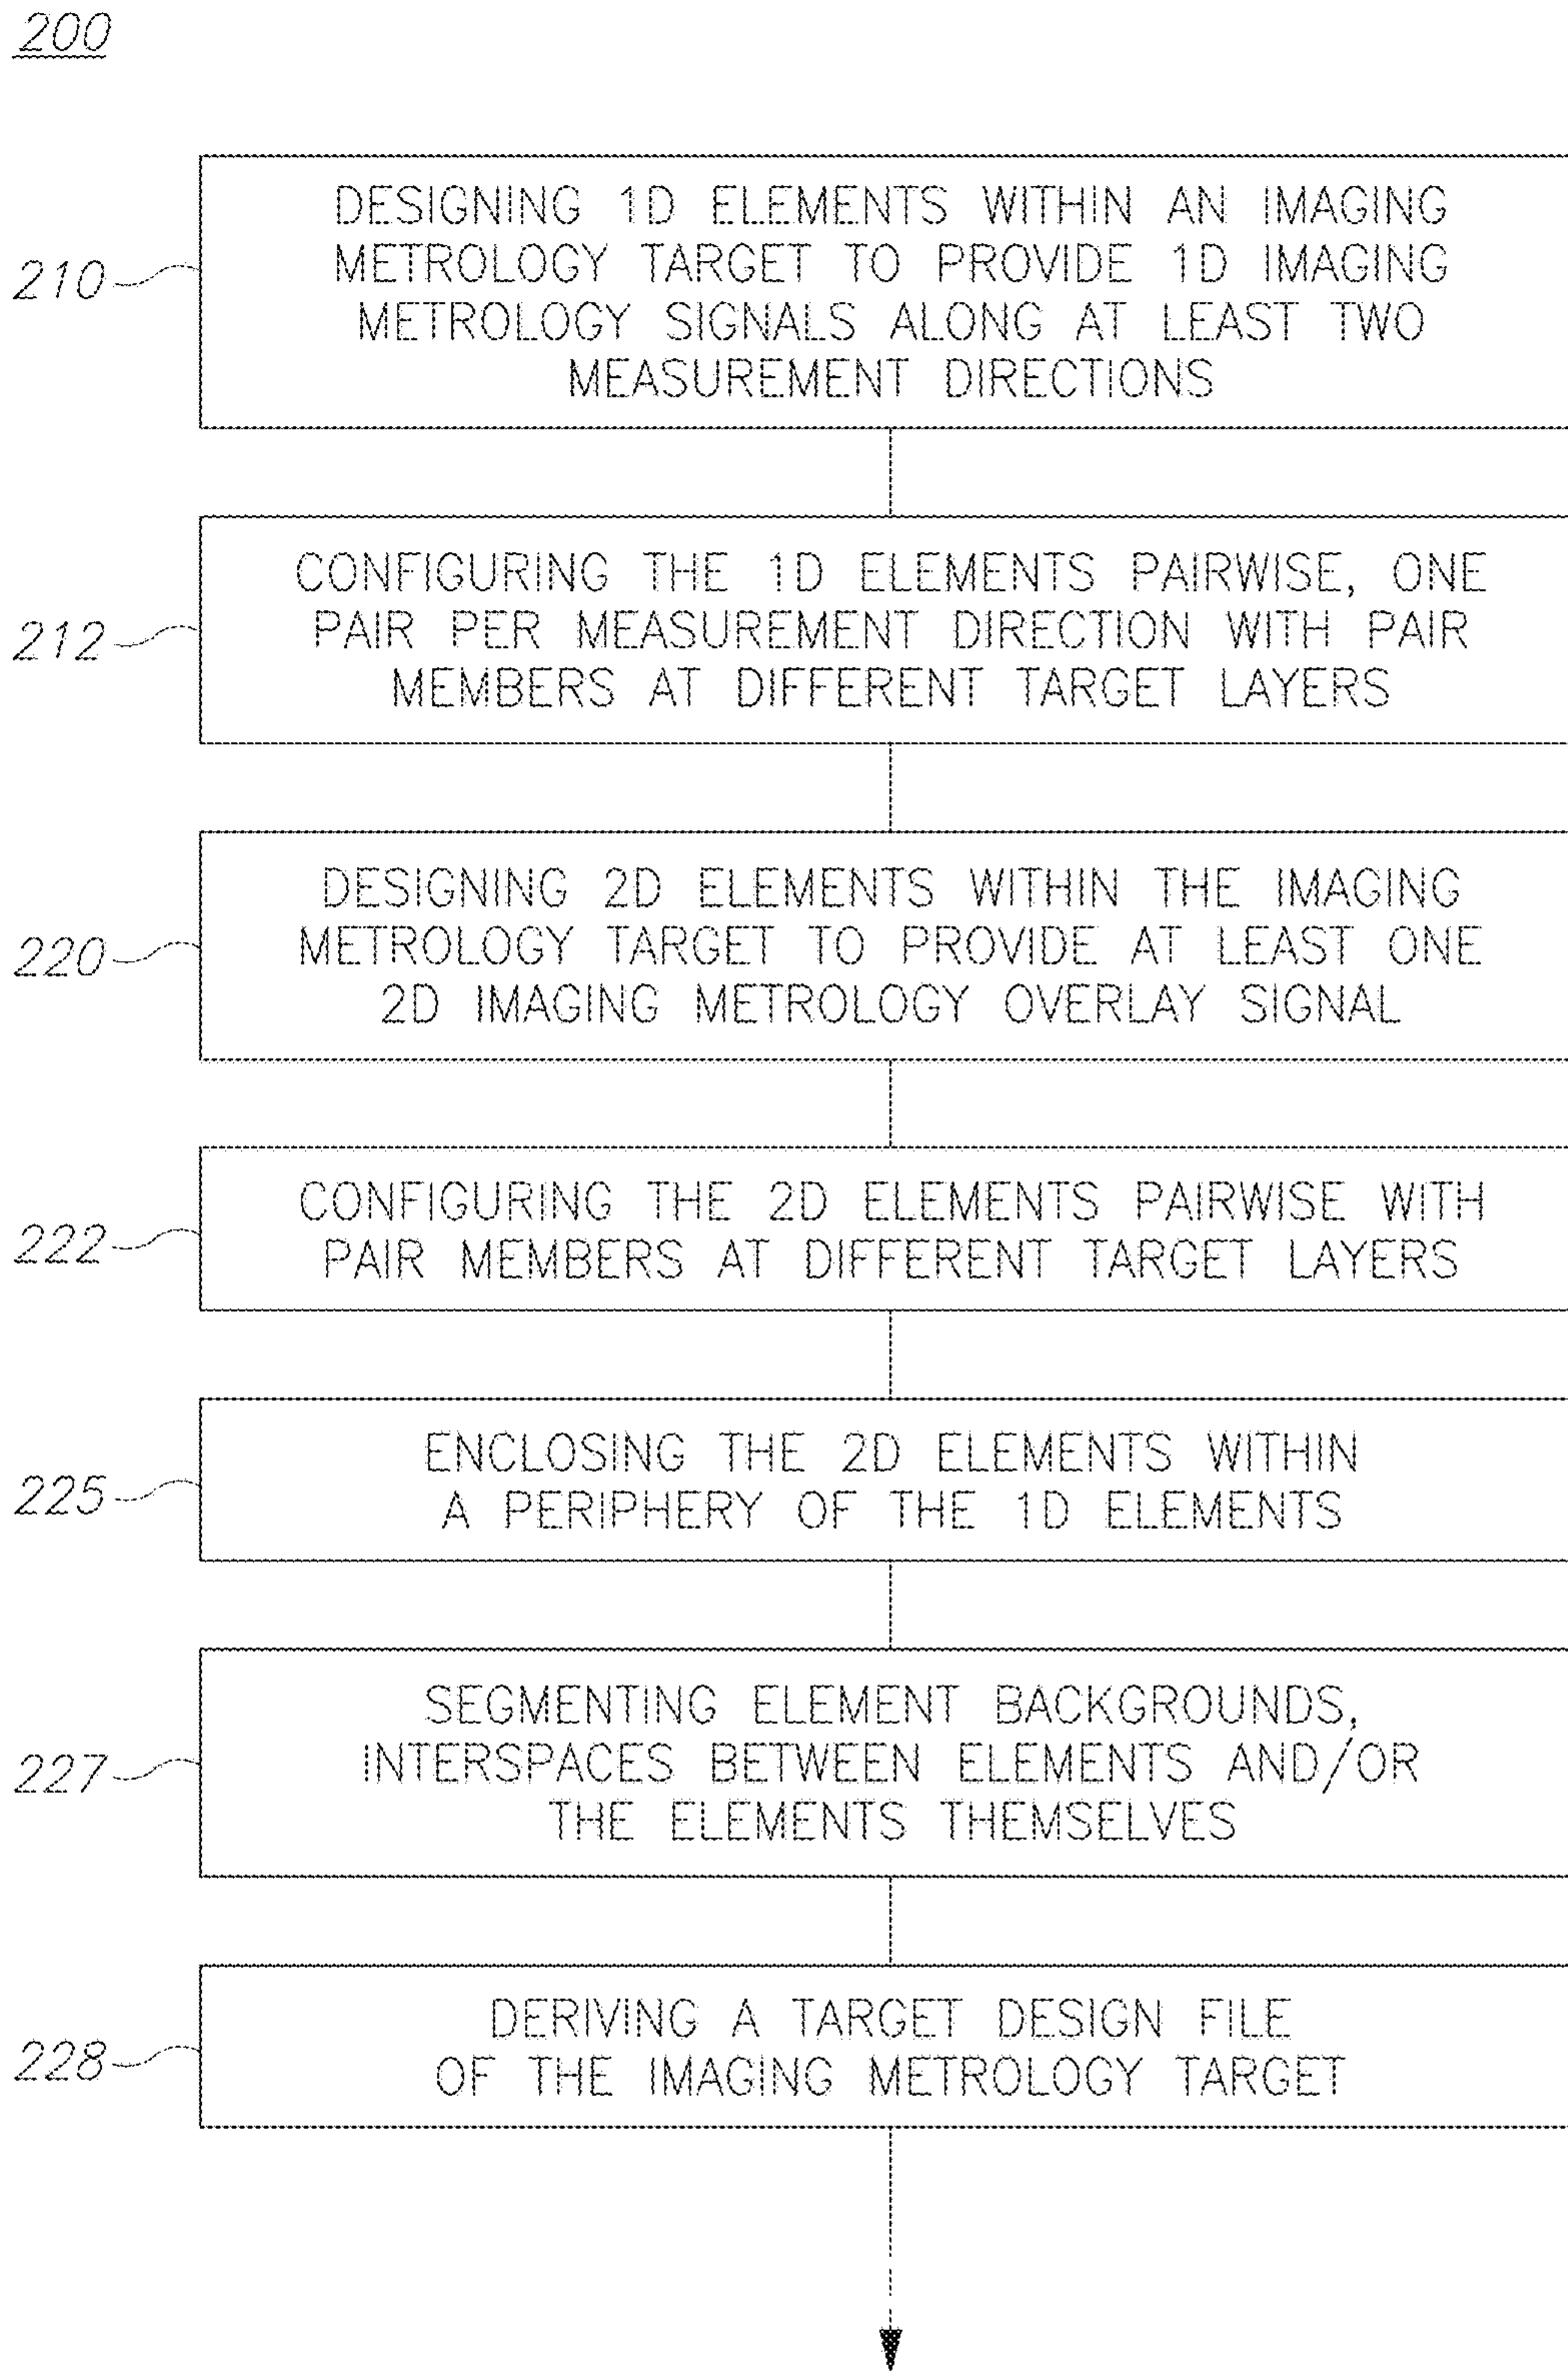 200
210
DESIGNING 1D ELEMENTS WITHIN AN IMAGING
METROLOGY TARGET TO PROVIDE 1D IMAGING
METROLOGY SIGNALS ALONG AT LEAST TWO
MEASUREMENT DIRECTIONS
212
CONFIGURING THE 1D ELEMENTS PAIRWISE, ONE
PAIR PER MEASUREMENT DIRECTION WITH PAIR
MEMBERS AT DIFFERENT TARGET LAYERS
220
DESIGNING 2D ELEMENTS WITHIN THE IMAGING
METROLOGY TARGET TO PROVIDE AT LEAST ONE
2D IMAGING METROLOGY OVERLAY SIGNAL
222
CONFIGURING THE 2D ELEMENTS PAIRWISE WITH
PAIR MEMBERS AT DIFFERENT TARGET LAYERS
225
ENCLOSING THE 2D ELEMENTS WITHIN
A PERIPHERY OF THE 1D ELEMENTS
227
SEGMENTING ELEMENT BACKGROUNDS,
INTERSPACES BETWEEN ELEMENTS AND/OR
THE ELEMENTS THEMSELVES
228
DERIVING A TARGET DESIGN FILE
OF THE IMAGING METROLOGY TARGET